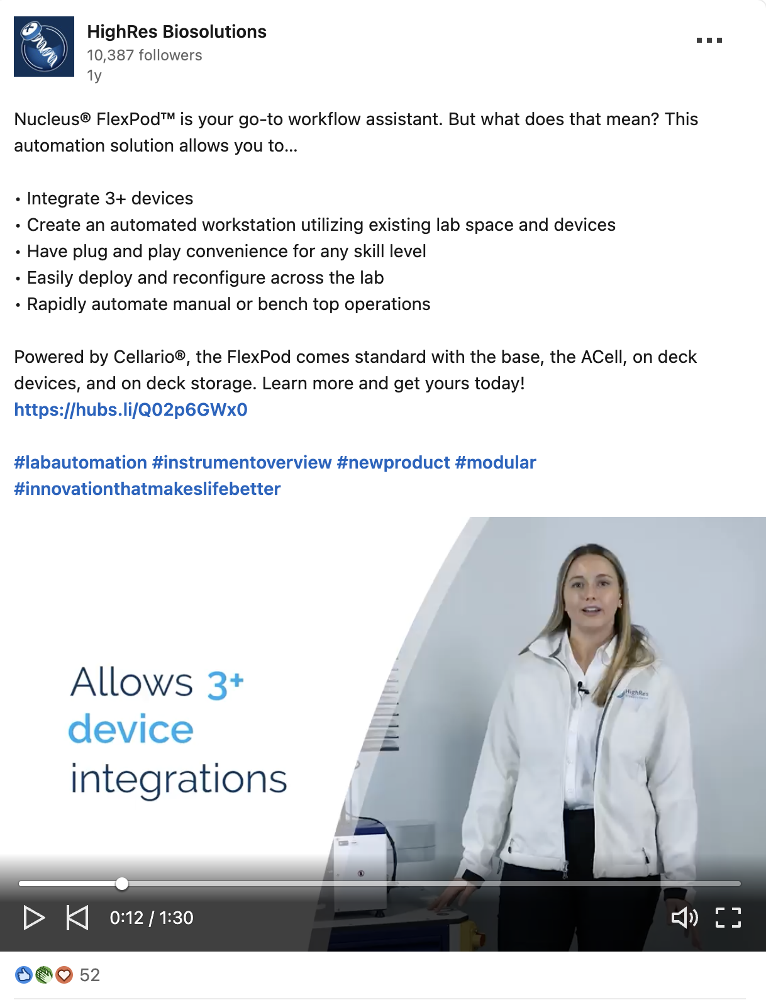 HighRes Biosolutions
10,387 followers
1y
Nucleus® FlexPod™ is your go-to workflow assistant. But what does that mean? This
automation solution allows you to...
• Integrate 3+ devices
• Create an automated workstation utilizing existing lab space and devices
• Have plug and play convenience for any skill level
• Easily deploy and reconfigure across the lab
• Rapidly automate manual or bench top operations
Powered by Cellario®, the FlexPod comes standard with the base, the ACell, on deck
devices, and on deck storage. Learn more and get yours today!
https://hubs.li/Q02p6GWx0
#labautomation #instrumentoverview #newproduct #modular
#innovationthatmakeslifebetter
Allows 3+
device
integrations
HighRes
0:12 / 1:30
52